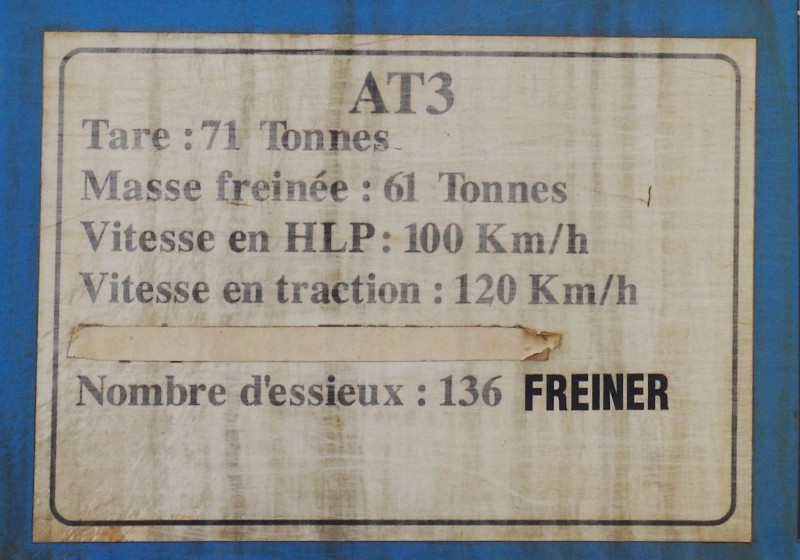 AT3
Tare : 71 Tonnes
Masse freinée : 61 Tonnes
Vitesse en HLP : 100 Km/h
Vitesse en traction : 120 Km/h
Nombre d'essieux : 136 FREINER